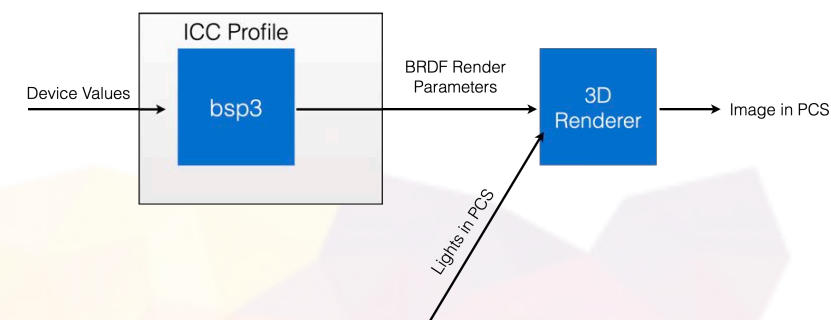 ICC Profile
Device Values
bsp3
BRDF Render
Parameters
3D
Renderer
Image in PCS
Lights in PCS